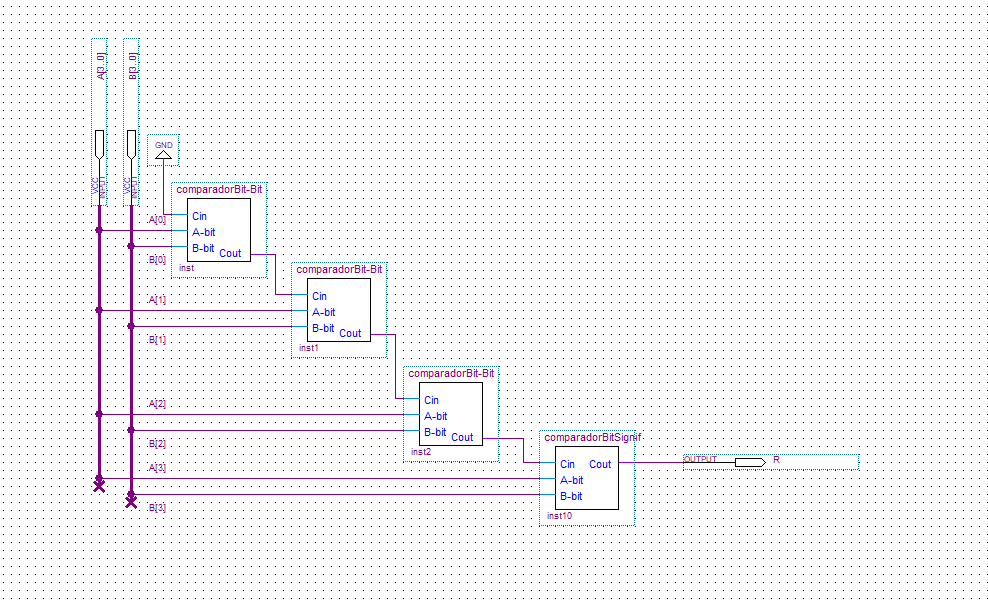 A[3..0]
B[3..0]
VCC
INPUT
VCC
INPUT
GND
comparadorBit-Bit
A[0]
Cin
A-bit
B-bit
Cout
B[0]
inst
comparadorBit-Bit
A[1]
Cin
A-bit
B-bit
Cout
B[1]
inst1
comparadorBit-Bit
A[2]
Cin
A-bit
B-bit
Cout
B[2]
inst2
comparadorBitSignif
A[3]
Cin
Cout
A-bit
B-bit
B[3]
inst10
OUTPUT
R